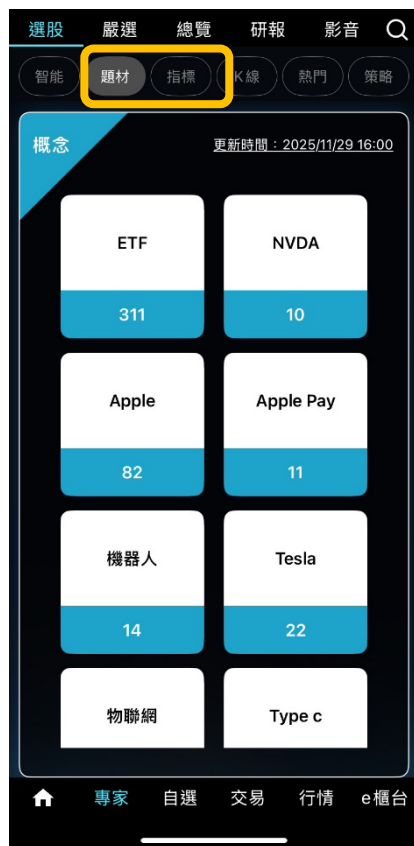 選股 嚴選 總覽 研報 影音
智能 題材 指標 K線 熱門 策略
概念 更新時間：2025/11/29 16:00
ETF NVDA
311 10
Apple Apple Pay
82 11
機器人 Tesla
14 22
物聯網 Type c
專家 自選 交易 行情 e櫃台